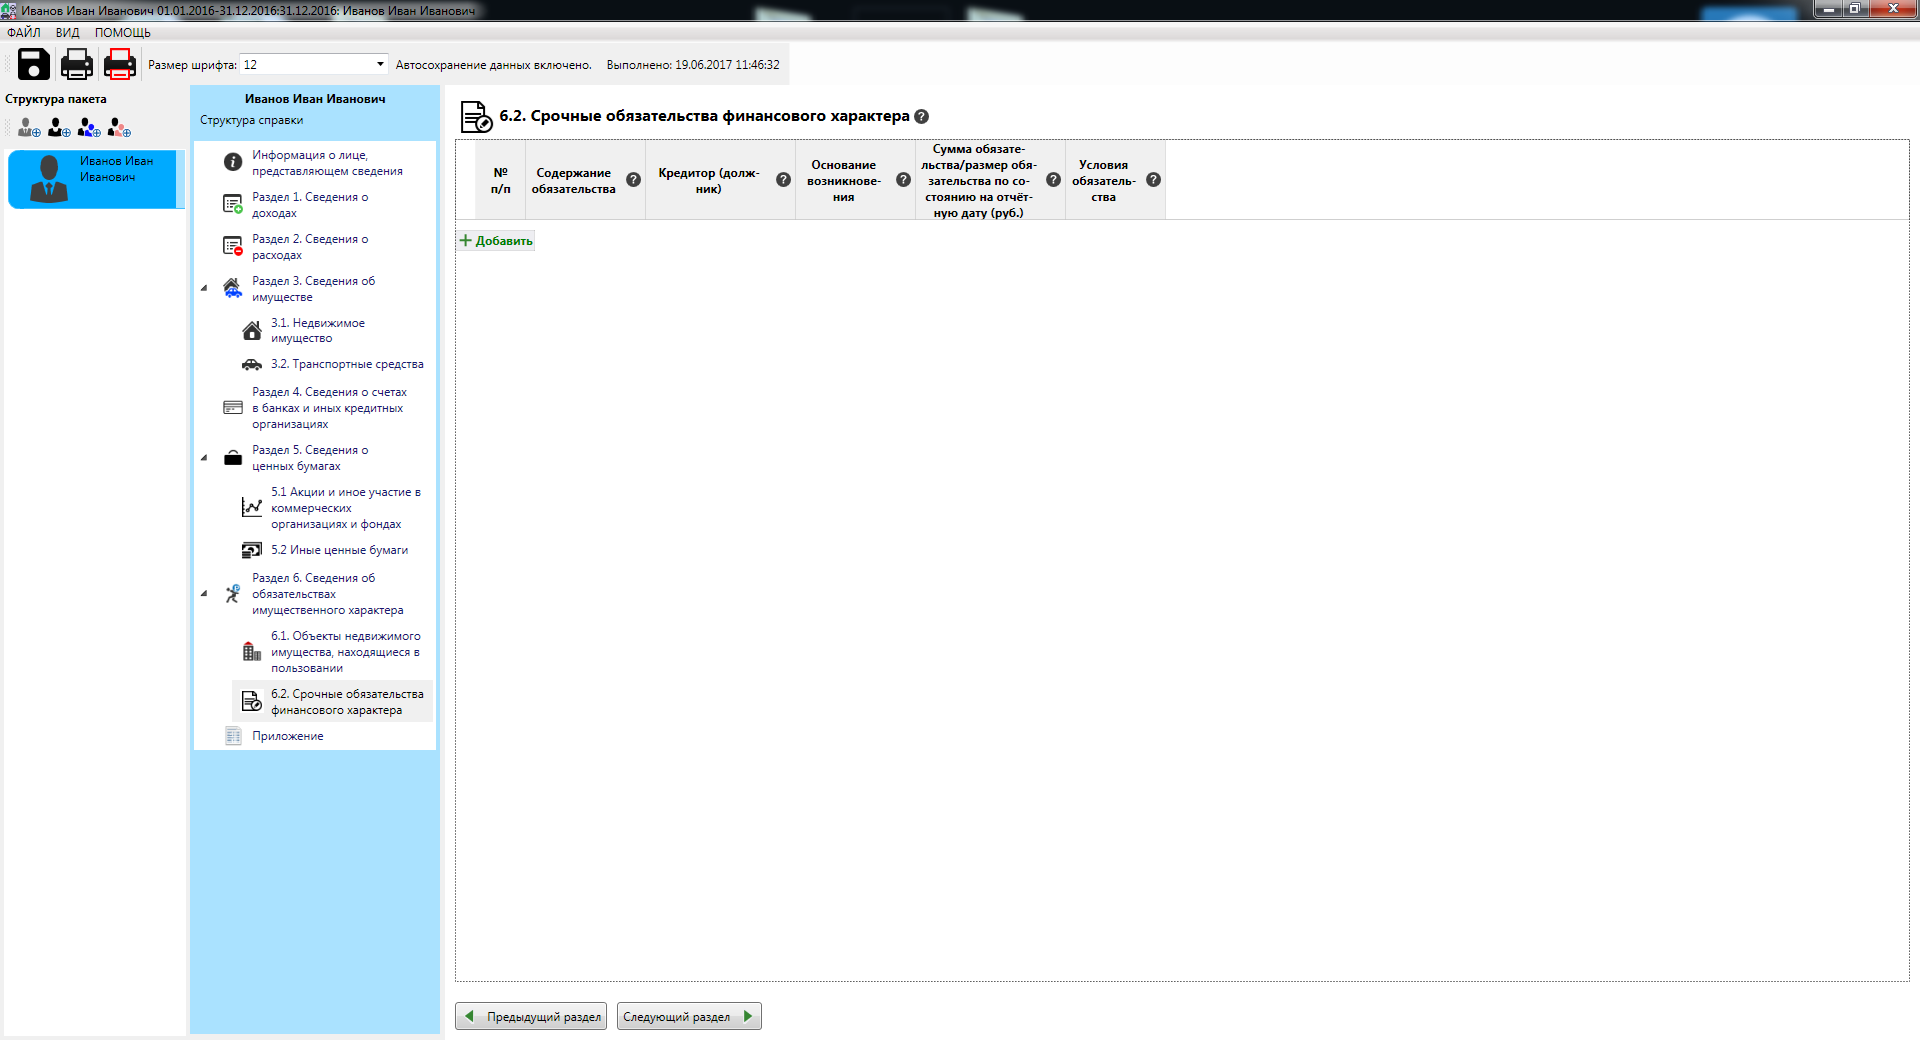 Иванов Иван Иванович 01.01.2016-31.12.2016:31.12.2016: Иванов Иван Иванович
ФАЙЛ ВИД ПОМОЩЬ
Размер шрифта: 12 Автосохранение данных включено. Выполнено: 19.06.2017 11:46:32
Структура пакета
Иванов Иван
Иванович
Иванов Иван Иванович
Структура справки
Информация о лице,
представляющем сведения
Раздел 1. Сведения о
доходах
Раздел 2. Сведения о
расходах
Раздел 3. Сведения об
имуществе
3.1. Недвижимое
имущество
3.2. Транспортные средства
Раздел 4. Сведения о счетах
в банках и иных кредитных
организациях
Раздел 5. Сведения о
ценных бумагах
5.1 Акции и иное участие в
коммерческих
организациях и фондах
5.2 Иные ценные бумаги
Раздел 6. Сведения об
обязательствах
имущественного характера
6.1. Объекты недвижимого
имущества, находящиеся в
пользовании
6.2. Срочные обязательства
финансового характера
Приложение
6.2. Срочные обязательства финансового характера ?
№
п/п
Содержание
обязательства ?
Кредитор (долж-
ник) ?
Основание
возникнове-
ния ?
Сумма обязате-
льства/размер обя-
зательства по со-
стоянию на отчёт-
ную дату (руб.) ?
Условия
обязатель-
ства ?
Добавить
Предыдущий раздел Следующий раздел